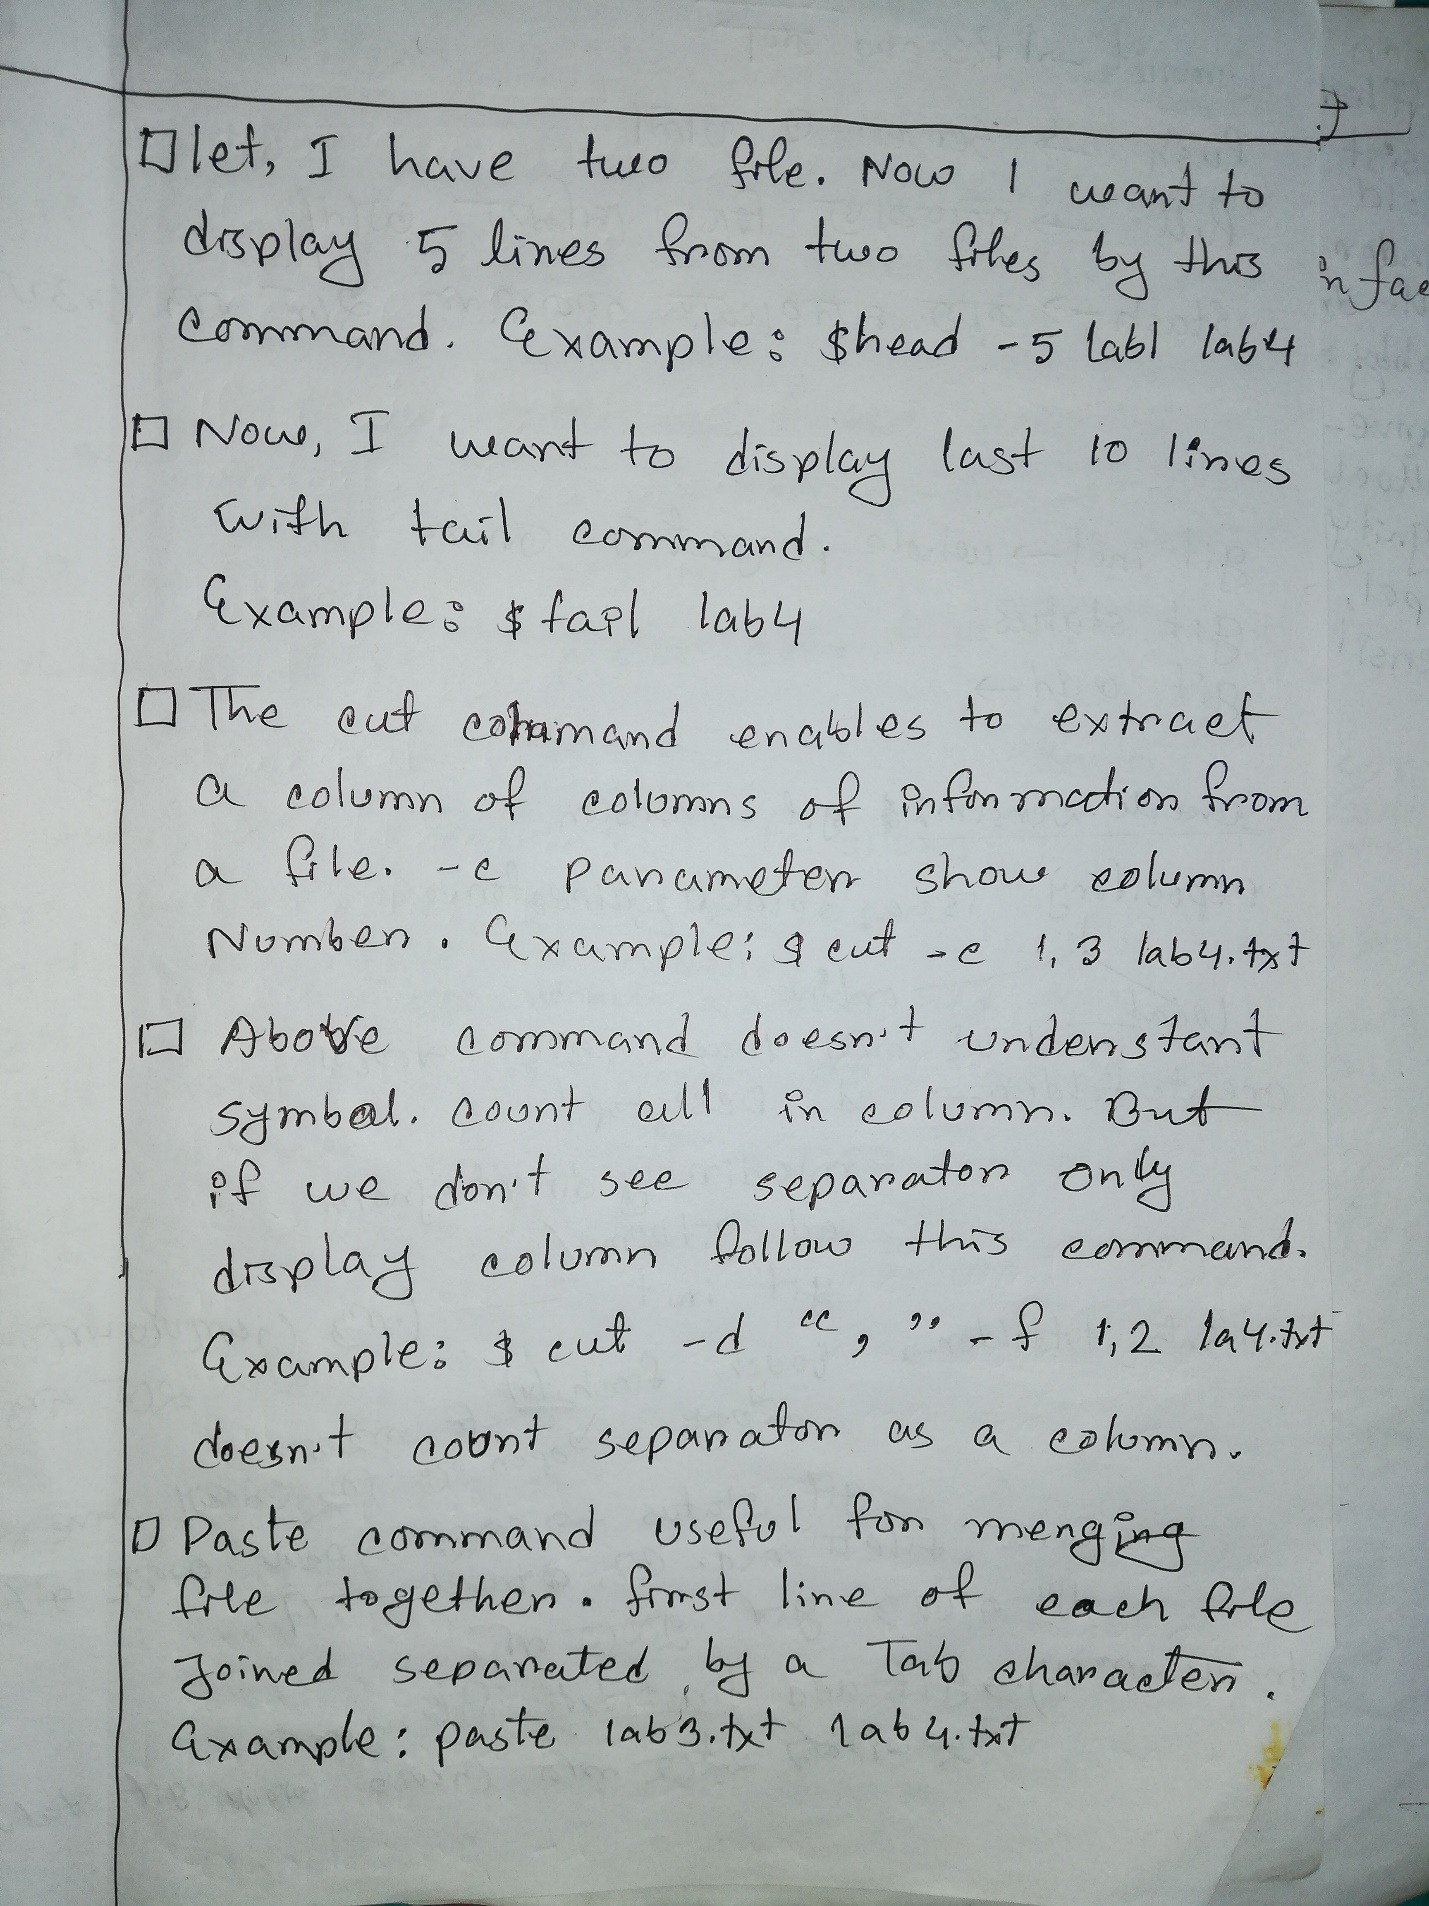 let, I have two file. Now I want to
display 5 lines from two files by this
command. Example: $head -5 lab1 lab4
Now, I want to display last 10 lines
with tail command.
Example: $ tail lab4
The cut command enables to extract
a column of columns of information from
a file. -c parameter show column
Number. Example: $ cut -c 1, 3 lab4.txt
Above command doesn't understant
symbol. count all in column. But
if we don't see separator only
display column follow this command.
Example: $ cut -d “ , ” -f 1,2 la4.txt
doesn't count separator as a column.
Paste command useful for merging
file together. first line of each file
Joined separated by a Tab character.
Example: paste lab3.txt lab4.txt